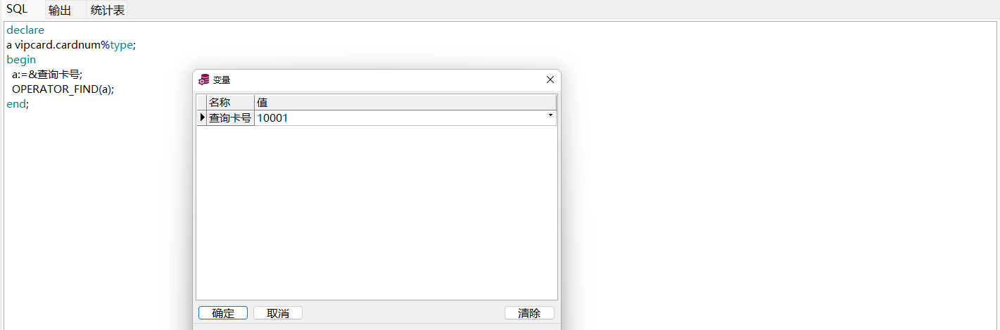 SQL 输出 统计表
declare
a vipcard.cardnum%type;
begin
a:=&查询卡号;
OPERATOR_FIND(a);
end;
变量
名称 值
查询卡号 10001
确定 取消 清除